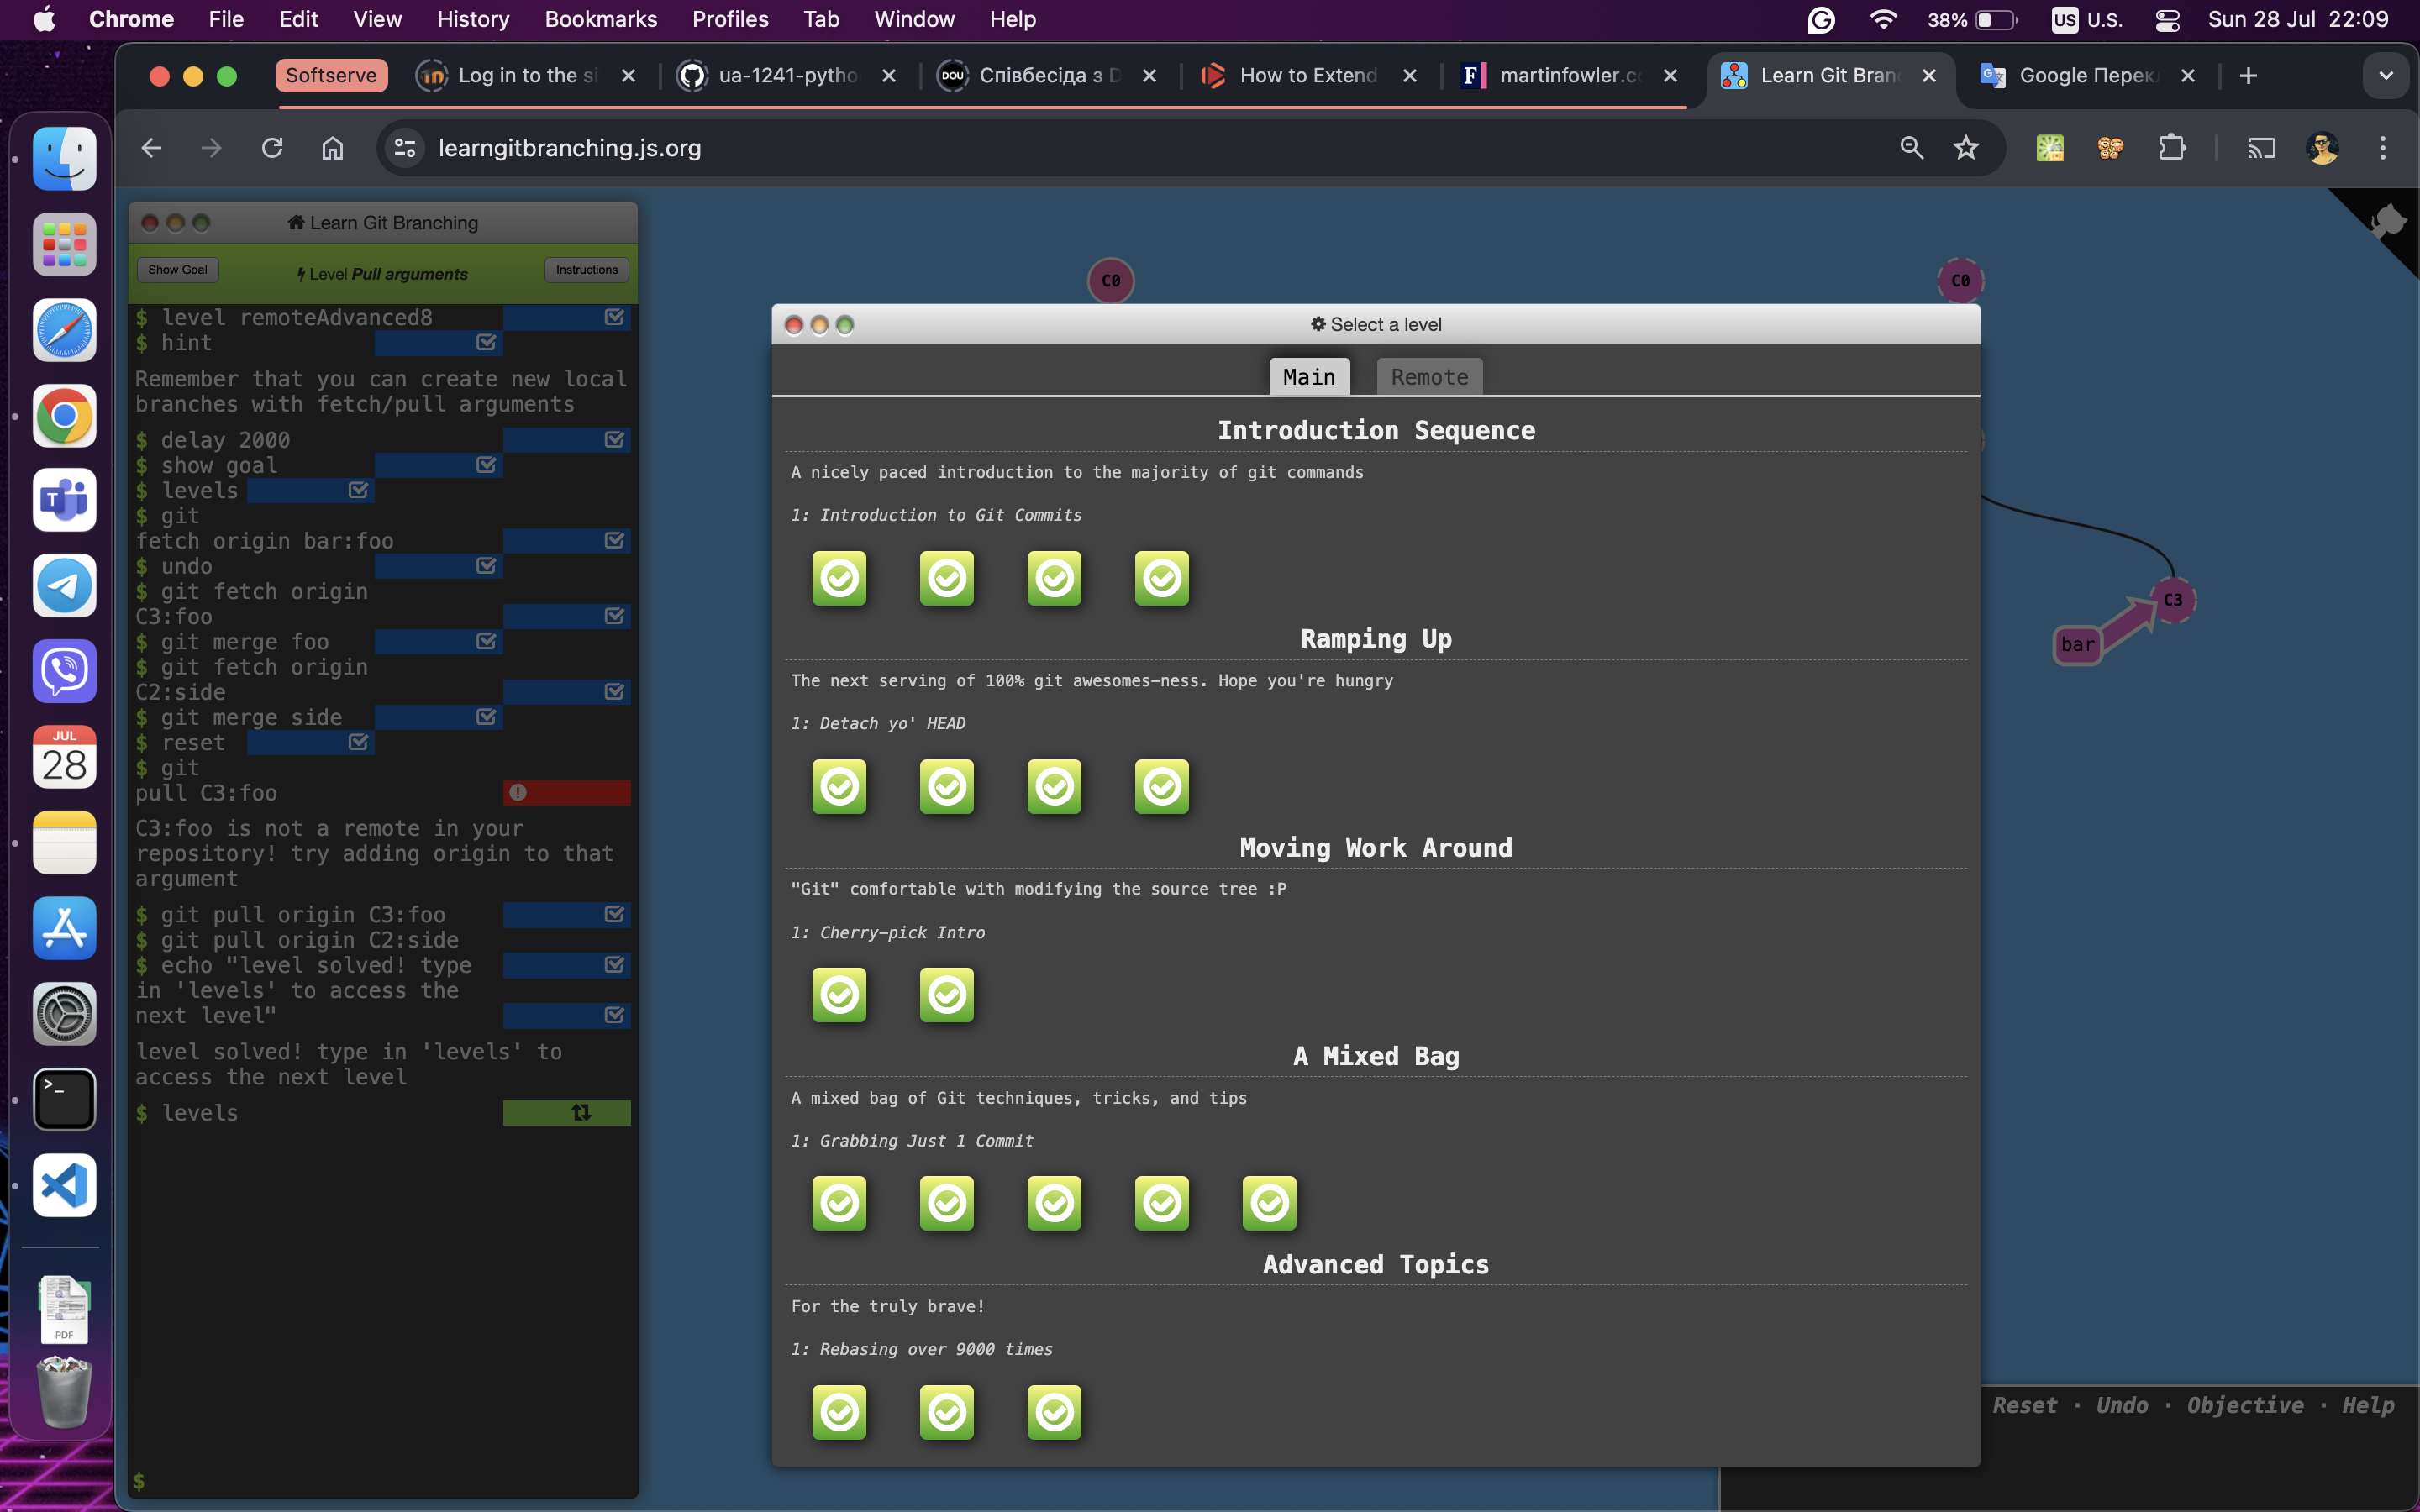 Chrome File Edit View History Bookmarks Profiles Tab Window Help 38% US U.S. Sun 28 Jul 22:09
Softserve Log in to the si ua-1241-pytho Співбесіда з D How to Extend martinfowler.c Learn Git Bran Google Перек
learngitbranching.js.org
Learn Git Branching
Show Goal Level Pull arguments Instructions
$ level remoteAdvanced8
$ hint
Remember that you can create new local
branches with fetch/pull arguments
$ delay 2000
$ show goal
$ levels
$ git
fetch origin bar:foo
$ undo
$ git fetch origin
C3:foo
$ git merge foo
$ git fetch origin
C2:side
$ git merge side
$ reset
$ git
pull C3:foo
C3:foo is not a remote in your
repository! try adding origin to that
argument
$ git pull origin C3:foo
$ git pull origin C2:side
$ echo "level solved! type
in 'levels' to access the
next level"
level solved! type in 'levels' to
access the next level
$ levels
$
C0
C0
C3
bar
Select a level
Main Remote
Introduction Sequence
A nicely paced introduction to the majority of git commands
1: Introduction to Git Commits
Ramping Up
The next serving of 100% git awesomes-ness. Hope you're hungry
1: Detach yo' HEAD
Moving Work Around
"Git" comfortable with modifying the source tree :P
1: Cherry-pick Intro
A Mixed Bag
A mixed bag of Git techniques, tricks, and tips
1: Grabbing Just 1 Commit
Advanced Topics
For the truly brave!
1: Rebasing over 9000 times
Reset · Undo · Objective · Help
JUL
28
PDF